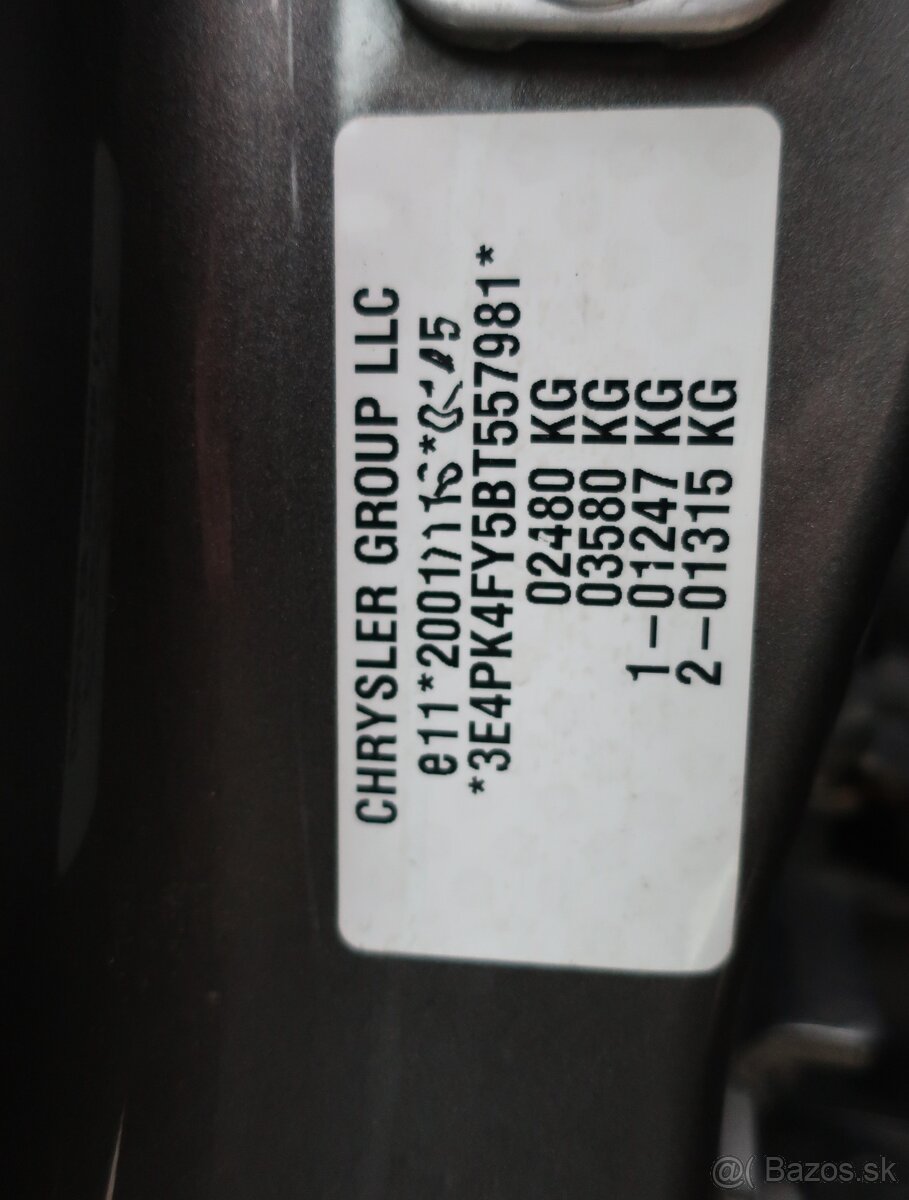 CHRYSLER GROUP LLC
*3E4PK4FY5BT557981*
02480 KG
03580 KG
1-01247 KG
2-01315 KG
@( Bazos.sk